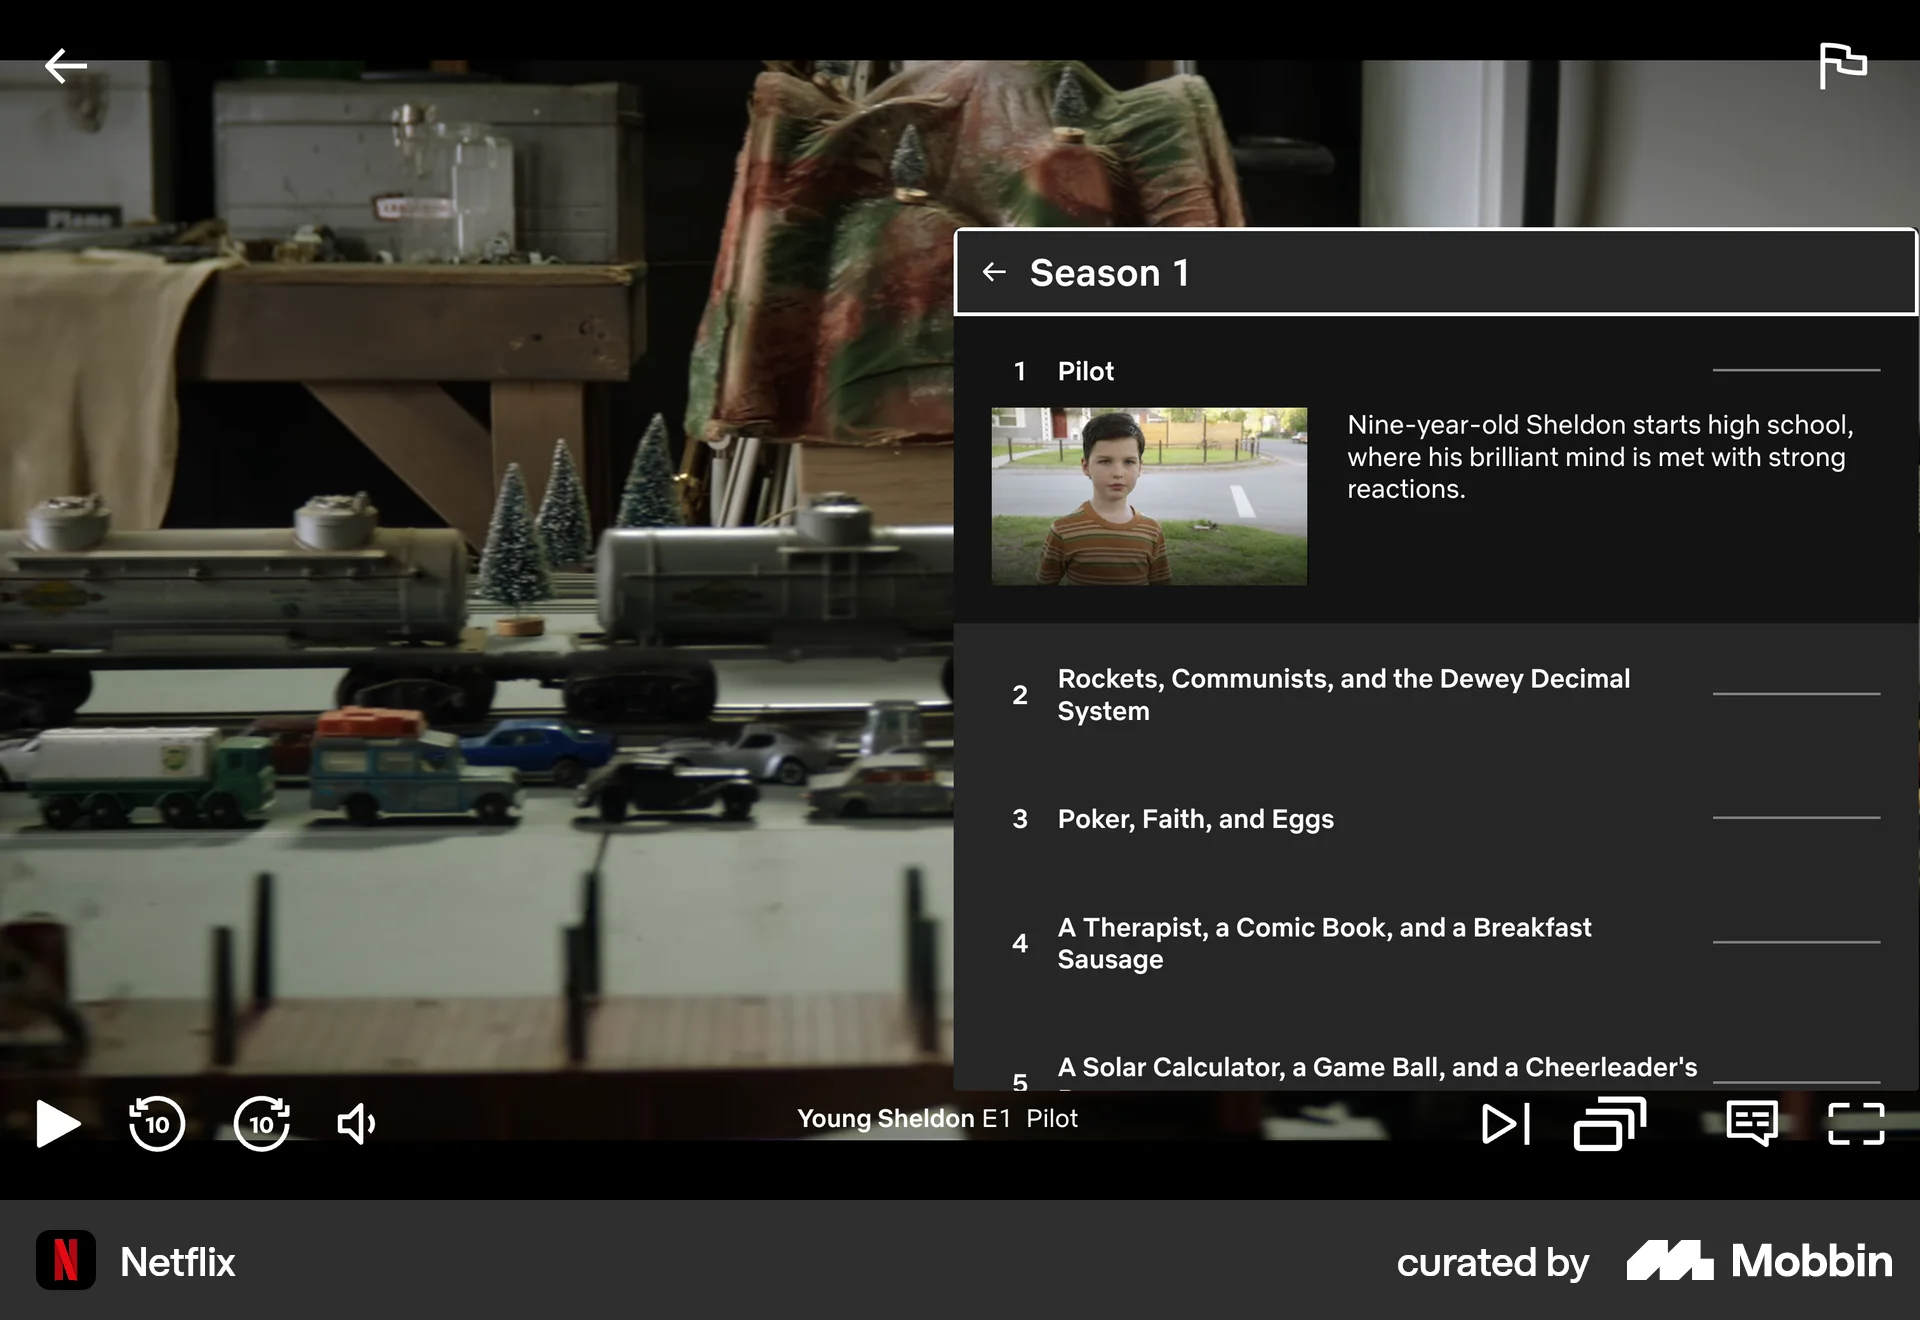 Plane
Season 1
1 Pilot
Nine-year-old Sheldon starts high school,
where his brilliant mind is met with strong
reactions.
2 Rockets, Communists, and the Dewey Decimal
System
3 Poker, Faith, and Eggs
4 A Therapist, a Comic Book, and a Breakfast
Sausage
5 A Solar Calculator, a Game Ball, and a Cheerleader's
10
10
Young Sheldon E1 Pilot
N
Netflix
curated by
Mobbin